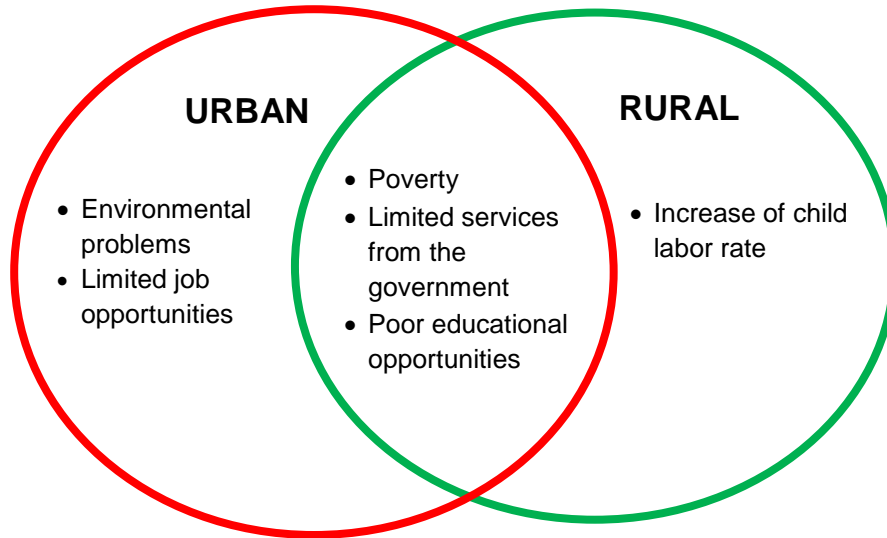 URBAN
RURAL
• Environmental
problems
• Limited job
opportunities
• Poverty
• Limited services
from the
government
• Poor educational
opportunities
• Increase of child
labor rate